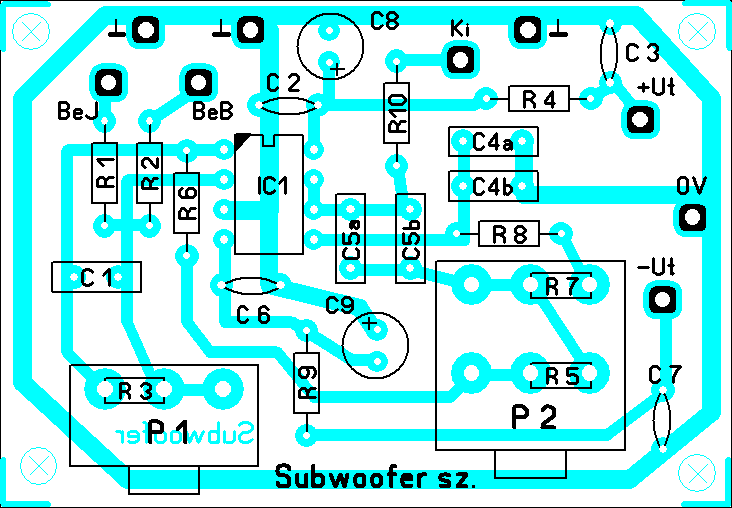 ⊥ ⊥ C8 Ki ⊥ C 3
BeJ BeB C 2 R10 R 4 +Ut
R1 R2 R6 IC1 C4a
C4b 0V
C5a C5b R 8
C 1 -Ut
C 6 C9 R 7
R 3 R 9 R 5 C 7
P 1 P 2
Subwoofer
Subwoofer sz.